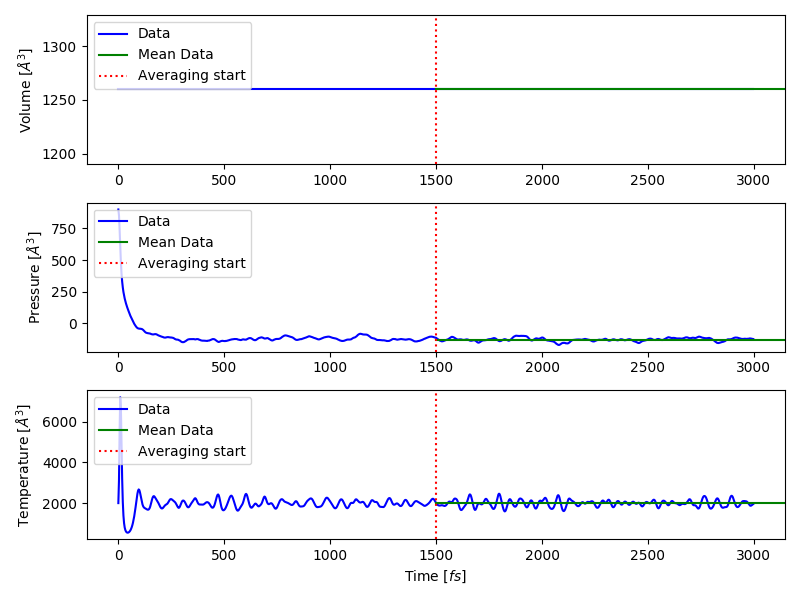 Volume [Å³]
1300
1250
1200
Data
Mean Data
Averaging start
0 500 1000 1500 2000 2500 3000
Pressure [Å³]
750
500
250
0
Data
Mean Data
Averaging start
0 500 1000 1500 2000 2500 3000
Temperature [Å³]
6000
4000
2000
Data
Mean Data
Averaging start
0 500 1000 1500 2000 2500 3000
Time [fs]